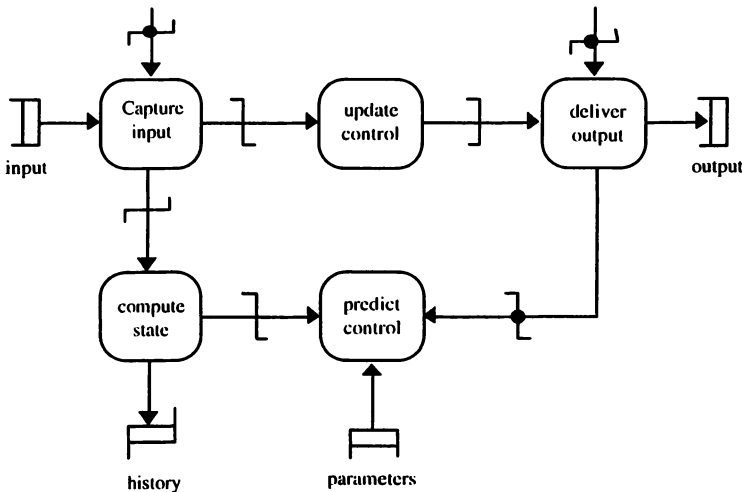 Capture
input
update
control
deliver
output
input
output
compute
state
predict
control
history
parameters